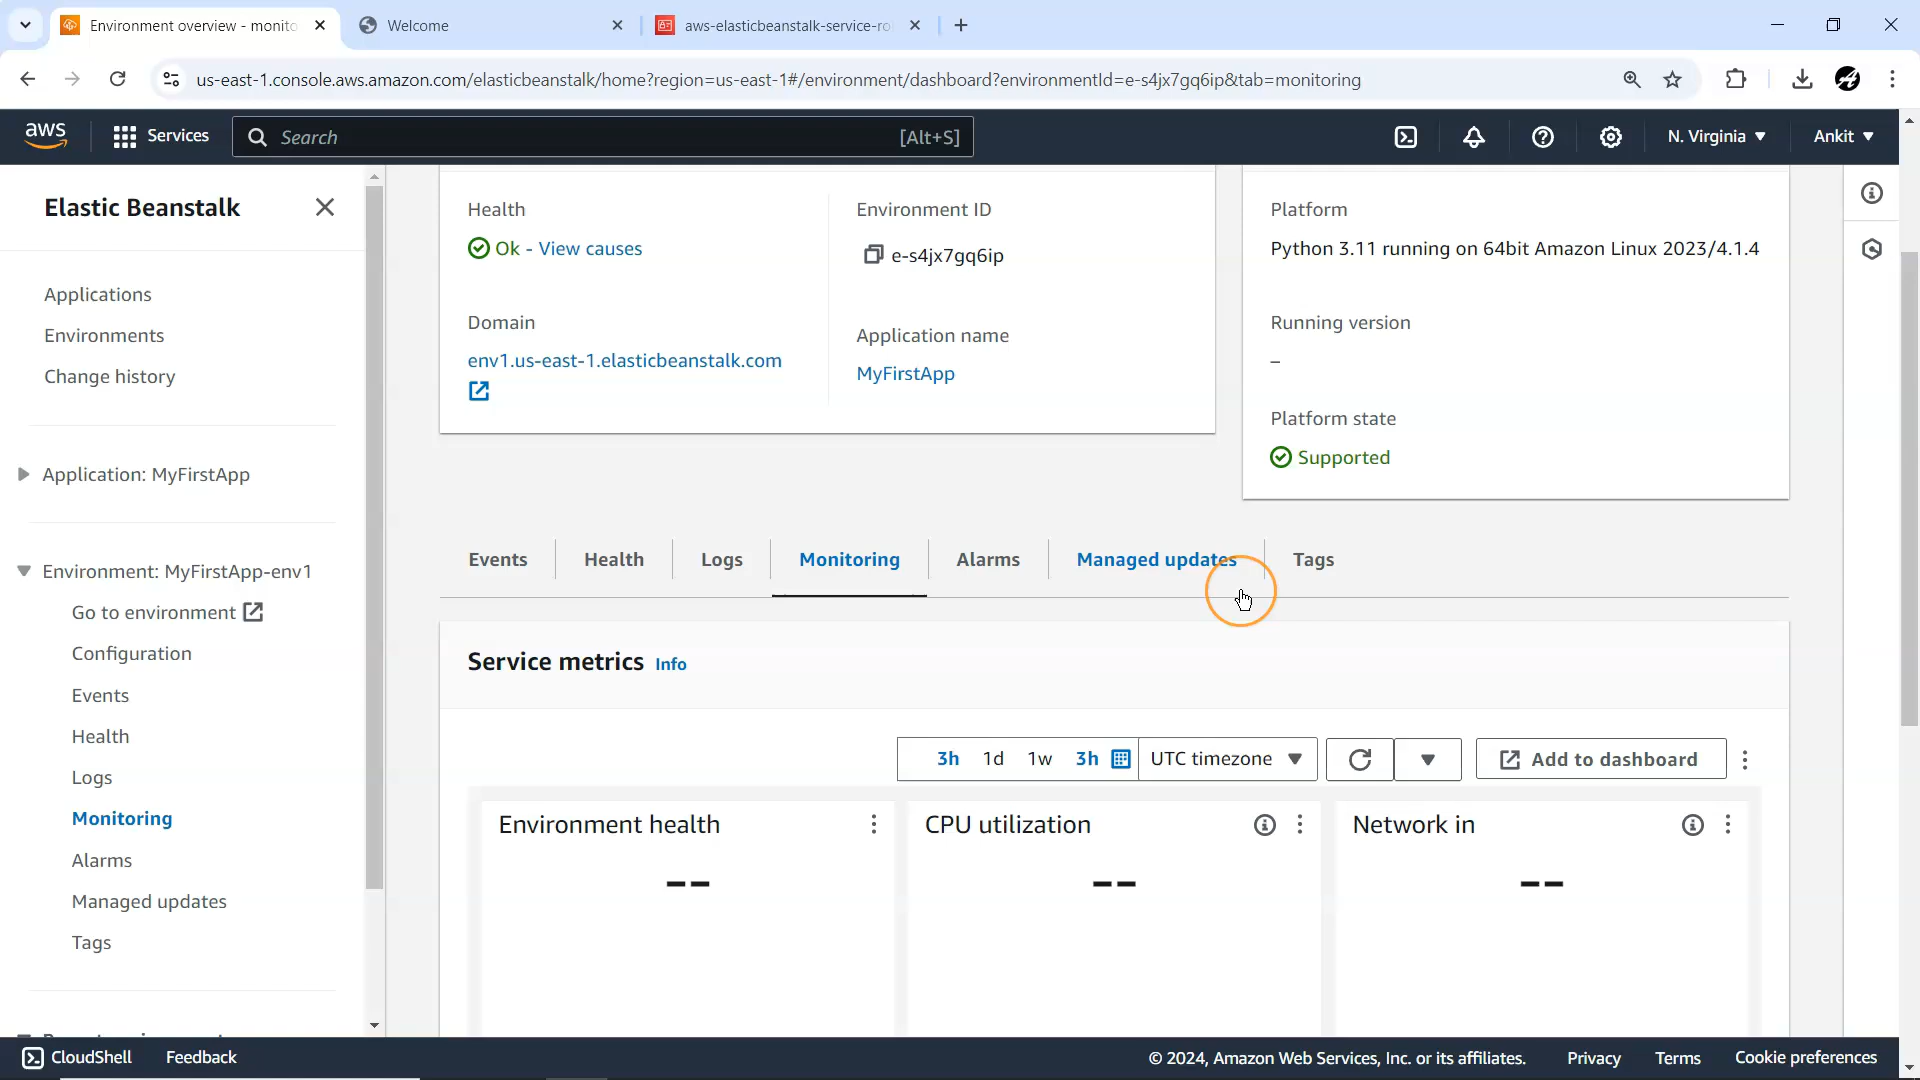 Environment overview - monito
Welcome
aws-elasticbeanstalk-service-ro
us-east-1.console.aws.amazon.com/elasticbeanstalk/home?region=us-east-1#/environment/dashboard?environmentId=e-s4jx7gq6ip&tab=monitoring
aws
Services
Search
[Alt+S]
N. Virginia
Ankit
Elastic Beanstalk
Applications
Environments
Change history
Application: MyFirstApp
Environment: MyFirstApp-env1
Go to environment
Configuration
Events
Health
Logs
Monitoring
Alarms
Managed updates
Tags
Health
Ok - View causes
Domain
env1.us-east-1.elasticbeanstalk.com
Environment ID
e-s4jx7gq6ip
Application name
MyFirstApp
Platform
Python 3.11 running on 64bit Amazon Linux 2023/4.1.4
Running version
–
Platform state
Supported
Events
Health
Logs
Monitoring
Alarms
Managed updates
Tags
Service metrics Info
3h 1d 1w 3h UTC timezone
Add to dashboard
Environment health
--
CPU utilization
--
Network in
--
CloudShell
Feedback
© 2024, Amazon Web Services, Inc. or its affiliates.
Privacy
Terms
Cookie preferences